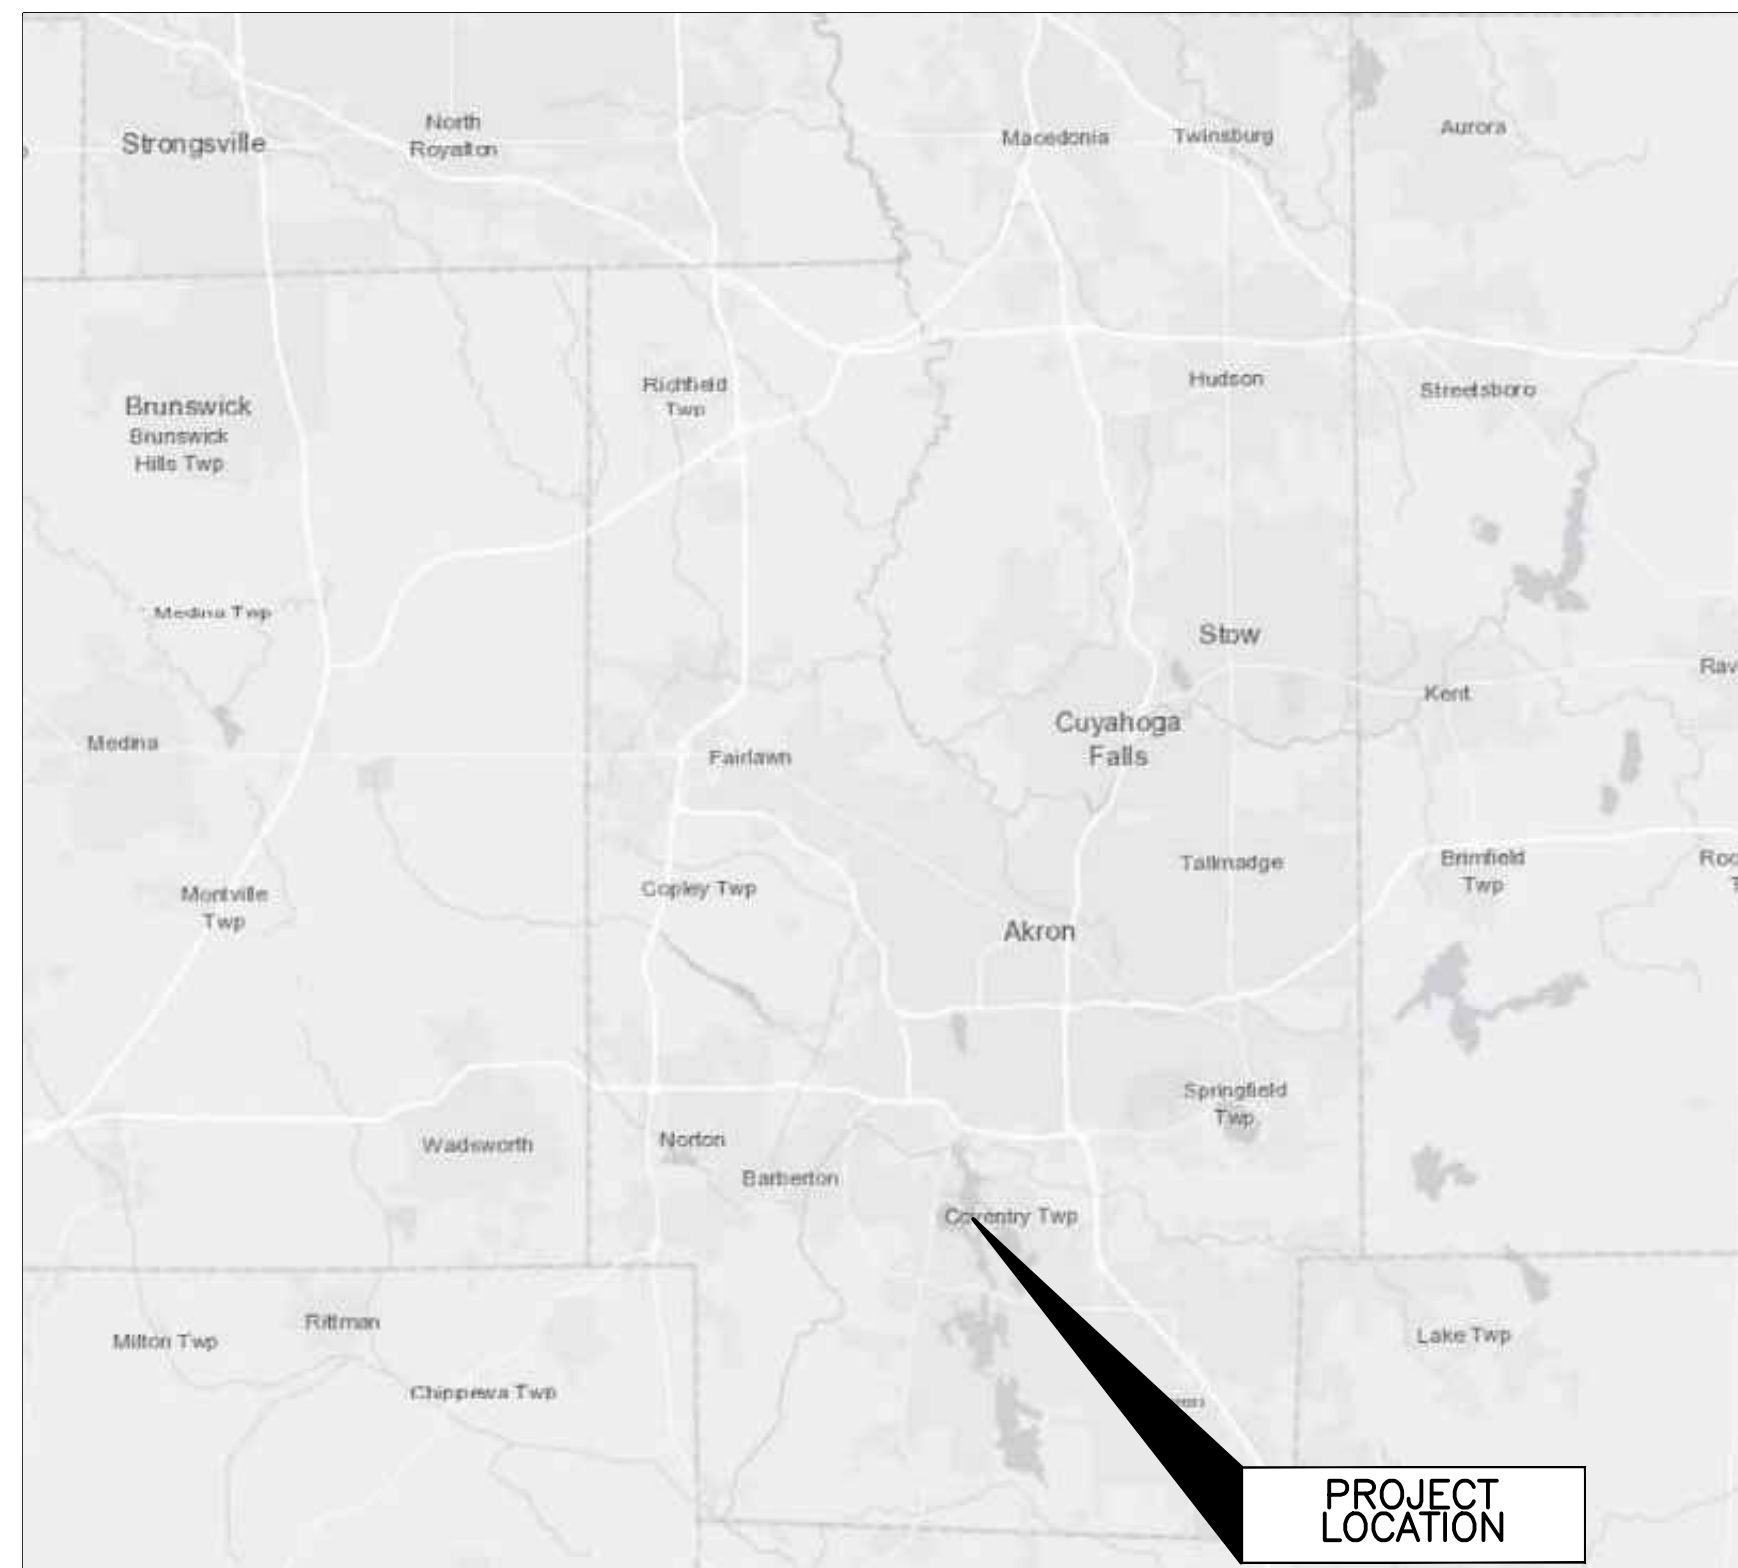 North
Royalton
Strongsville
Macedonia
Twinsburg
Aurora
Richfield
Twp
Hudson
Streetsboro
Brunswick
Brunswick
Hills Twp
Medina Twp
Stow
Rav
Kent
Cuyahoga
Falls
Medina
Fairlawn
Tallmadge
Brimfield
Twp
Copley Twp
Montville
Twp
Akron
Springfield
Twp
Wadsworth
Norton
Barberton
Coventry Twp
Rittman
Milton Twp
Lake Twp
Chippewa Twp
PROJECT
LOCATION